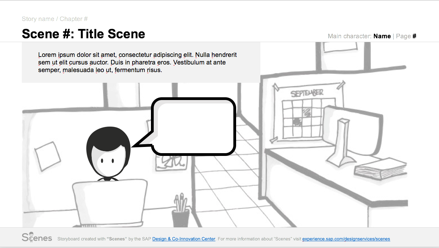 Story name / Chapter #
Scene #: Title Scene
Main character: Name | Page #
Lorem ipsum dolor sit amet, consectetur adipiscing elit. Nulla hendrerit
sem ut elit cursus auctor. Duis in pharetra eros. Vestibulum at ante
semper, malesuada leo ut, fermentum risus.
SEPTEMBER
Scenes
Storyboard created with "Scenes" by the SAP Design & Co-Innovation Center. For more information about "Scenes" visit experience.sap.com/designservices/scenes